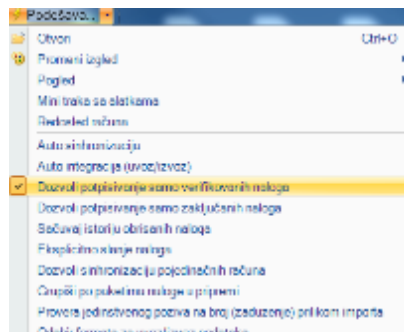 Podešava...
Otvori Ctrl+O
Promeni izgled
Pogled
Mini traka sa alatkama
Redosled računa
Auto sinhronizaciju
Auto integracija (uvoz/izvoz)
Dozvoli potpisivanje samo verifikovanih naloga
Dozvoli potpisivanje samo zaključanih naloga
Sačuvaj istoriju obrisanih naloga
Eksplicitno slanje naloga
Dozvoli sinhronizaciju pojedinačnih računa
Grupiši po paketima naloge u pripremi
Provera jedinstvenog poziva na broj (zaduženje) prilikom importa